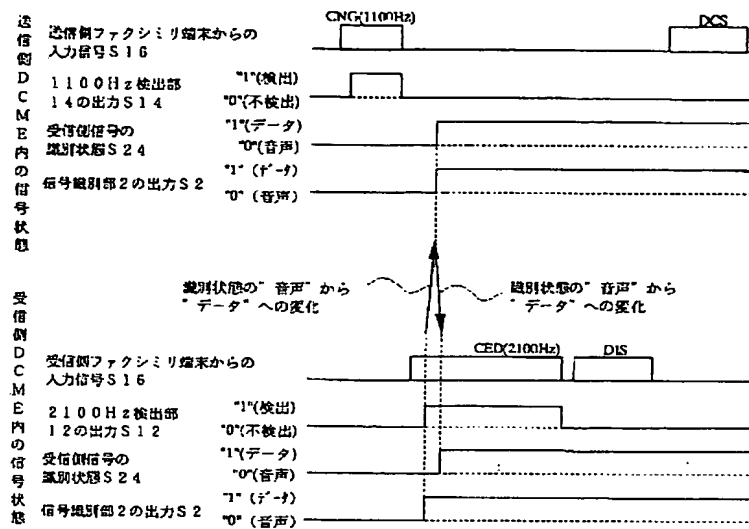 送信側DCME内の信号状態
CNG(1100Hz)
DCS
送信側ファクシミリ端末からの
入力信号S16
1100Hz検出部
14の出力S14
"1"(検出)
"0"(不検出)
受信側信号の
識別状態S24
"1"(データ)
"0"(音声)
信号識別部2の出力S2
"1" (データ)
"0" (音声)
識別状態の"音声"から
"データ"への変化
識別状態の"音声"から
"データ"への変化
受信側DCME内の信号状態
受信側ファクシミリ端末からの
入力信号S16
CED(2100Hz)
DIS
2100Hz検出部
12の出力S12
"1"(検出)
"0"(不検出)
受信側信号の
識別状態S24
"1"(データ)
"0"(音声)
信号識別部2の出力S2
"1" (データ)
"0" (音声)